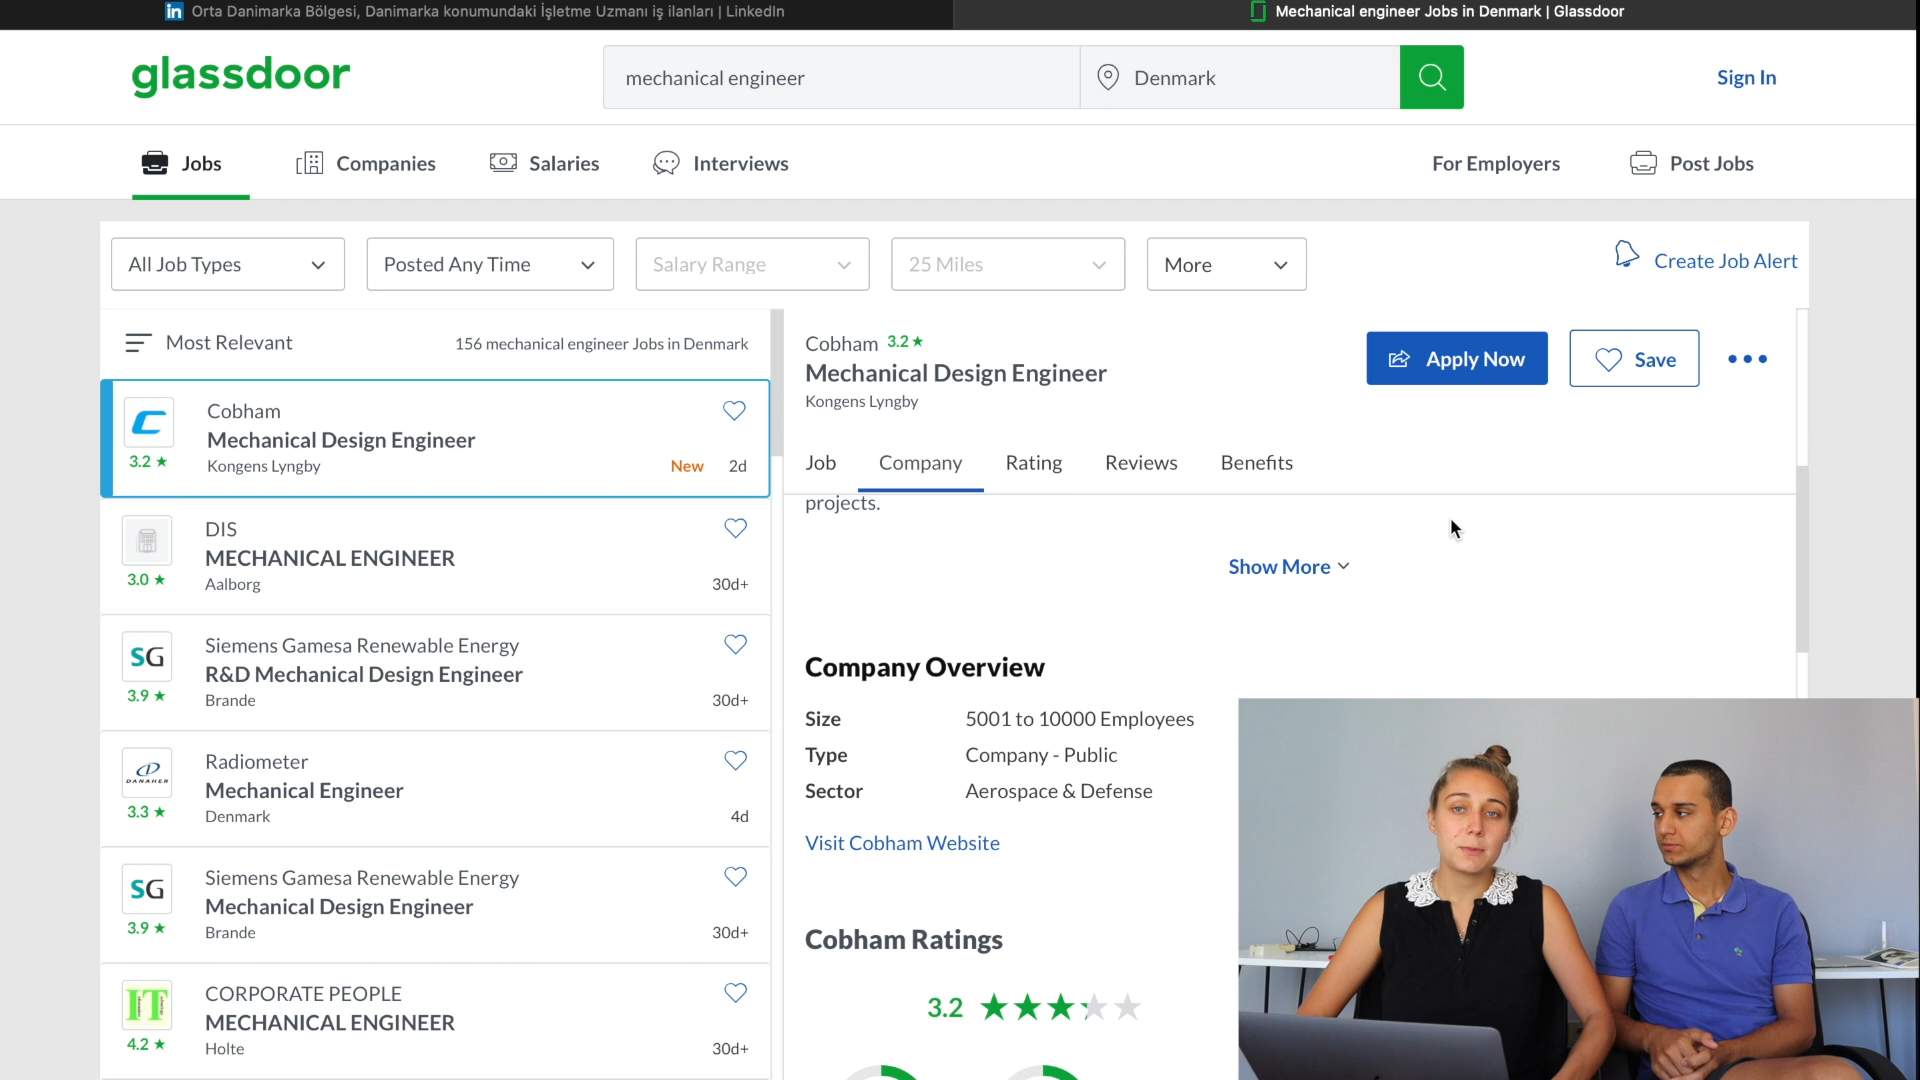 in Orta Danimarka Bölgesi, Danimarka konumundaki İşletme Uzmanı iş ilanları | LinkedIn
Mechanical engineer Jobs in Denmark | Glassdoor
glassdoor
mechanical engineer
Denmark
Sign In
Jobs
Companies
Salaries
Interviews
For Employers
Post Jobs
All Job Types
Posted Any Time
Salary Range
25 Miles
More
Create Job Alert
Most Relevant
156 mechanical engineer Jobs in Denmark
Cobham
Mechanical Design Engineer
3.2 ★
Kongens Lyngby
New 2d
DIS
MECHANICAL ENGINEER
3.0 ★
Aalborg
30d+
SG
Siemens Gamesa Renewable Energy
R&D Mechanical Design Engineer
3.9 ★
Brande
30d+
DANAHER
Radiometer
Mechanical Engineer
3.3 ★
Denmark
4d
SG
Siemens Gamesa Renewable Energy
Mechanical Design Engineer
3.9 ★
Brande
30d+
IT
CORPORATE PEOPLE
MECHANICAL ENGINEER
4.2 ★
Holte
30d+
Cobham 3.2 ★
Mechanical Design Engineer
Kongens Lyngby
Apply Now
Save
Job
Company
Rating
Reviews
Benefits
projects.
Show More
Company Overview
Size 5001 to 10000 Employees
Type Company - Public
Sector Aerospace & Defense
Visit Cobham Website
Cobham Ratings
3.2